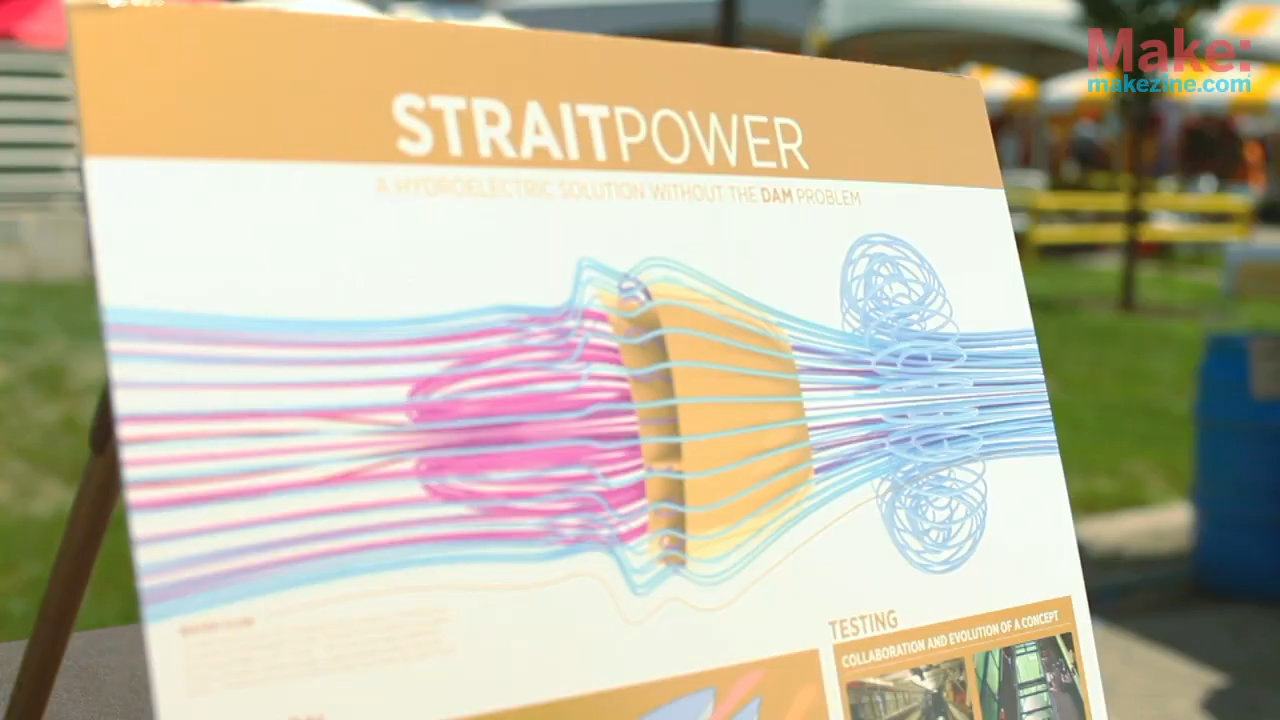 Make:
makezine.com
STRAITPOWER
A HYDROELECTRIC SOLUTION WITHOUT THE DAM PROBLEM
TESTING
COLLABORATION AND EVOLUTION OF A CONCEPT